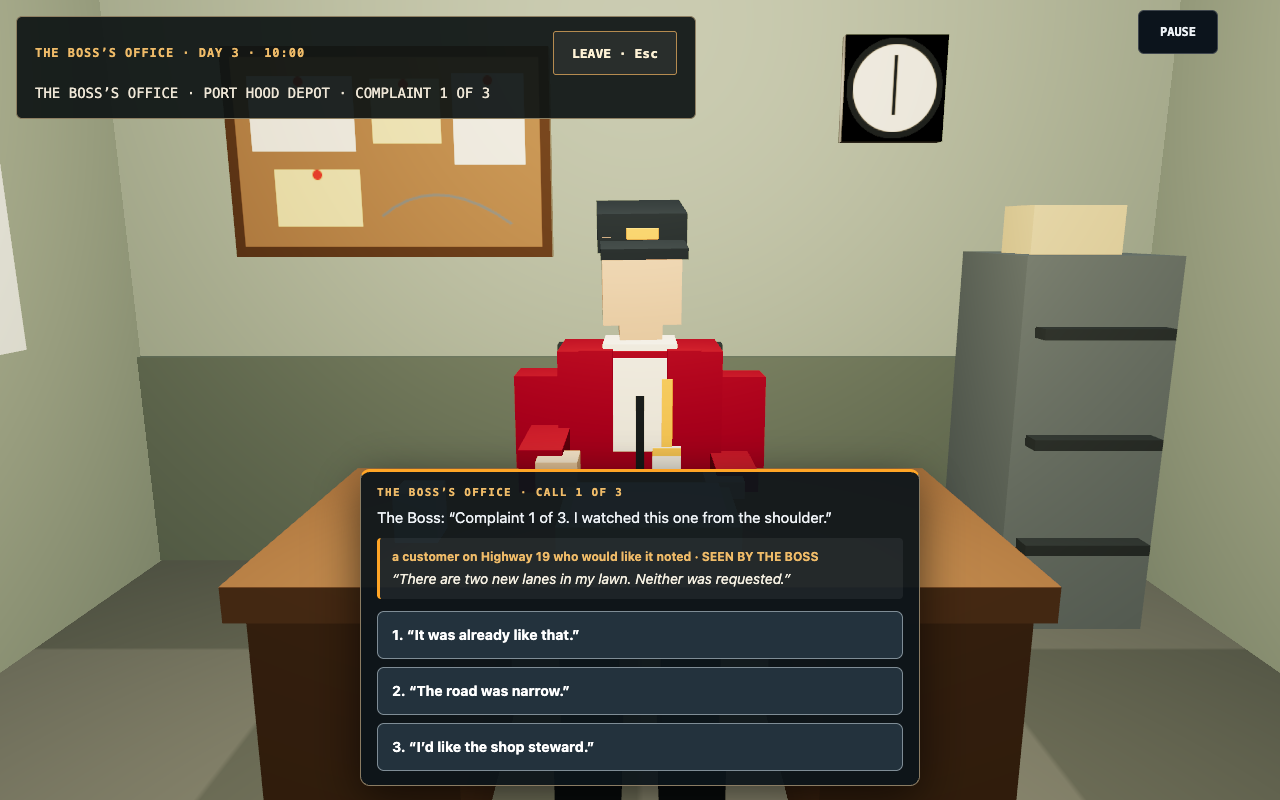 THE BOSS’S OFFICE · DAY 3 · 10:00
LEAVE · Esc
THE BOSS’S OFFICE · PORT HOOD DEPOT · COMPLAINT 1 OF 3
PAUSE
THE BOSS’S OFFICE · CALL 1 OF 3
The Boss: “Complaint 1 of 3. I watched this one from the shoulder.”
a customer on Highway 19 who would like it noted · SEEN BY THE BOSS
“There are two new lanes in my lawn. Neither was requested.”
1. “It was already like that.”
2. “The road was narrow.”
3. “I’d like the shop steward.”